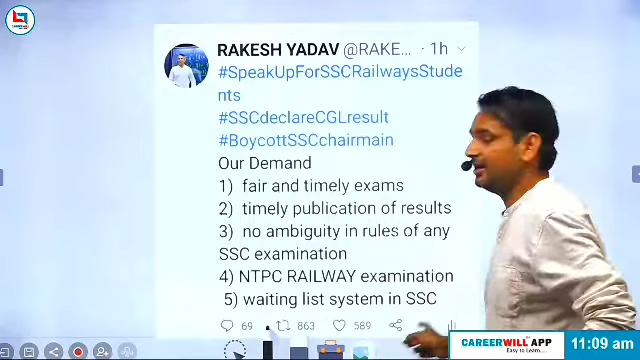 CAREERWILL
RAKESH YADAV @RAKE... · 1h
#SpeakUpForSSCRailwaysStude
nts
#SSCdeclareCGLresult
#BoycottSSCchairmain
Our Demand
1) fair and timely exams
2) timely publication of results
3) no ambiguity in rules of any
SSC examination
4) NTPC RAILWAY examination
5) waiting list system in SSC
69 863 589
CAREERWILL APP
Easy to Learn...
11:09 am